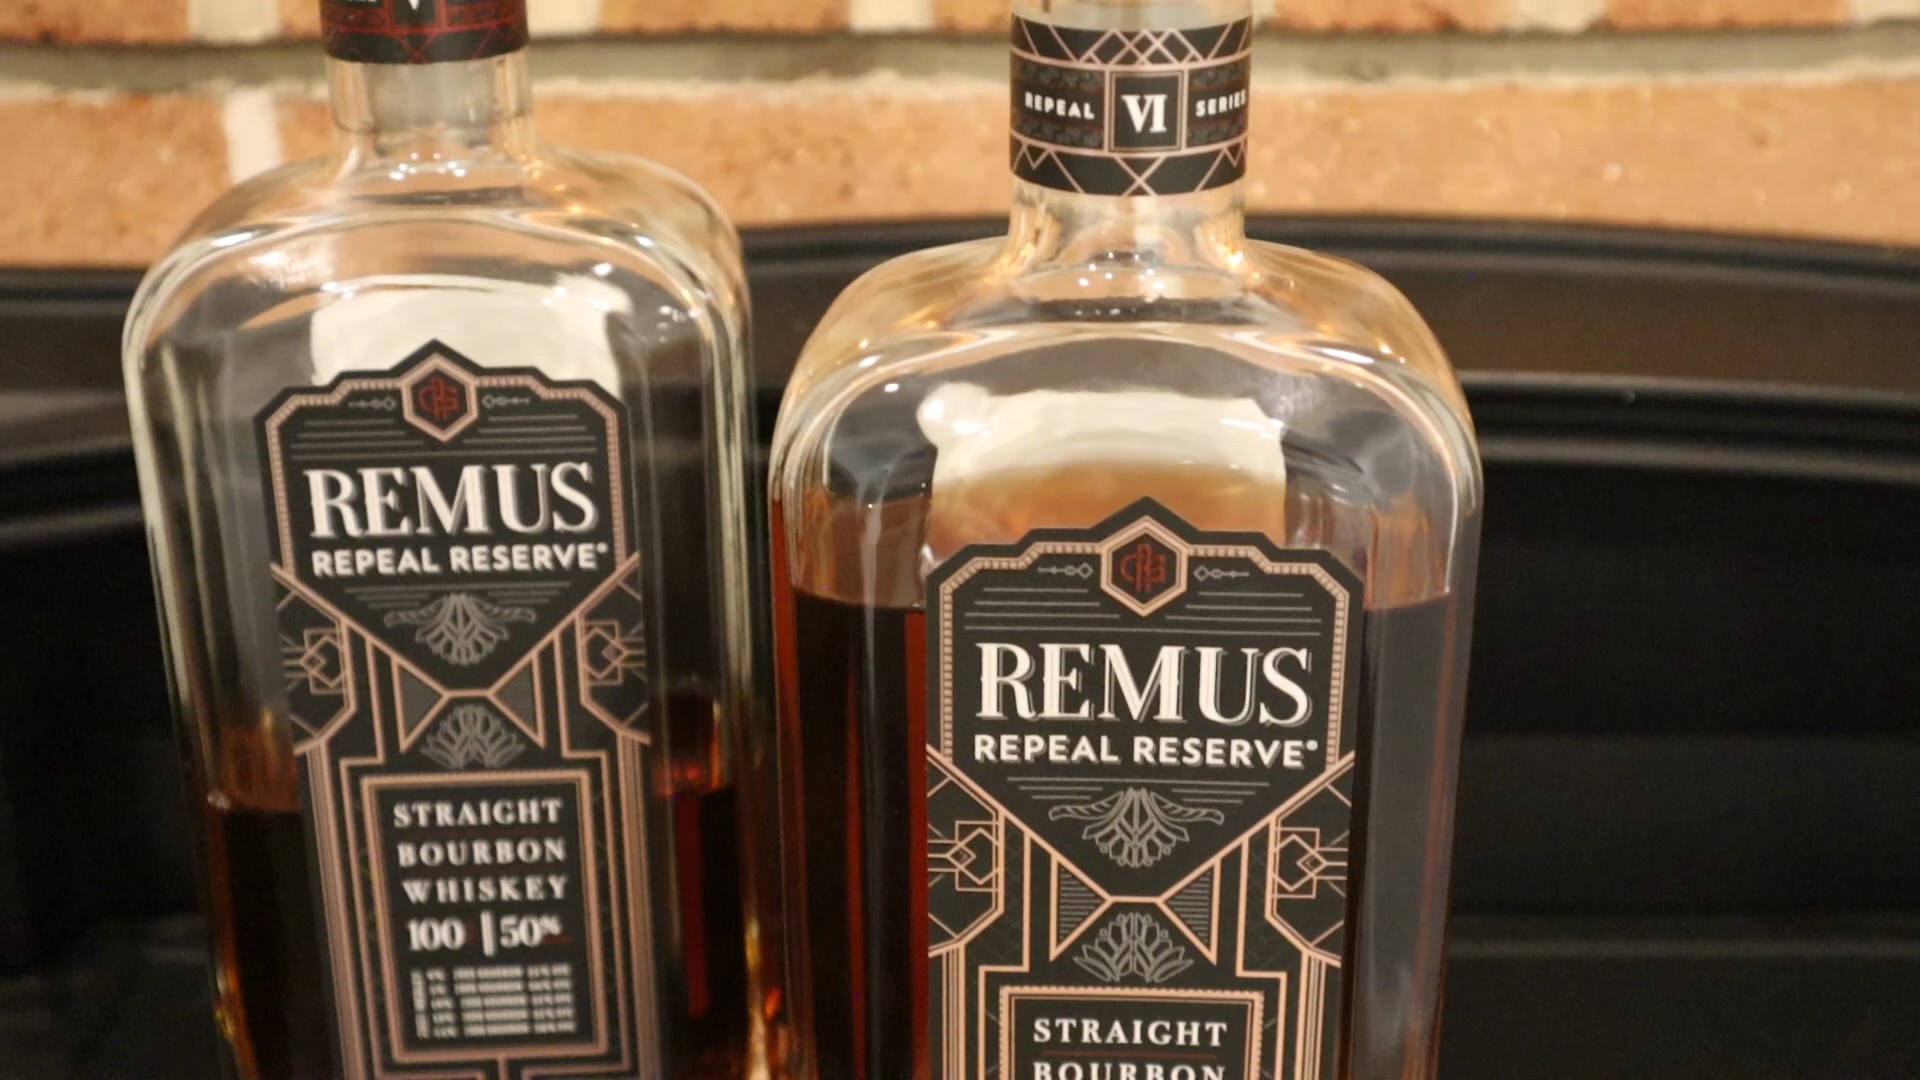 V
REMUS
REPEAL RESERVE®
STRAIGHT
BOURBON
WHISKEY
100 | 50%
REPEAL VI SERIES
REMUS
REPEAL RESERVE®
STRAIGHT
BOURBON